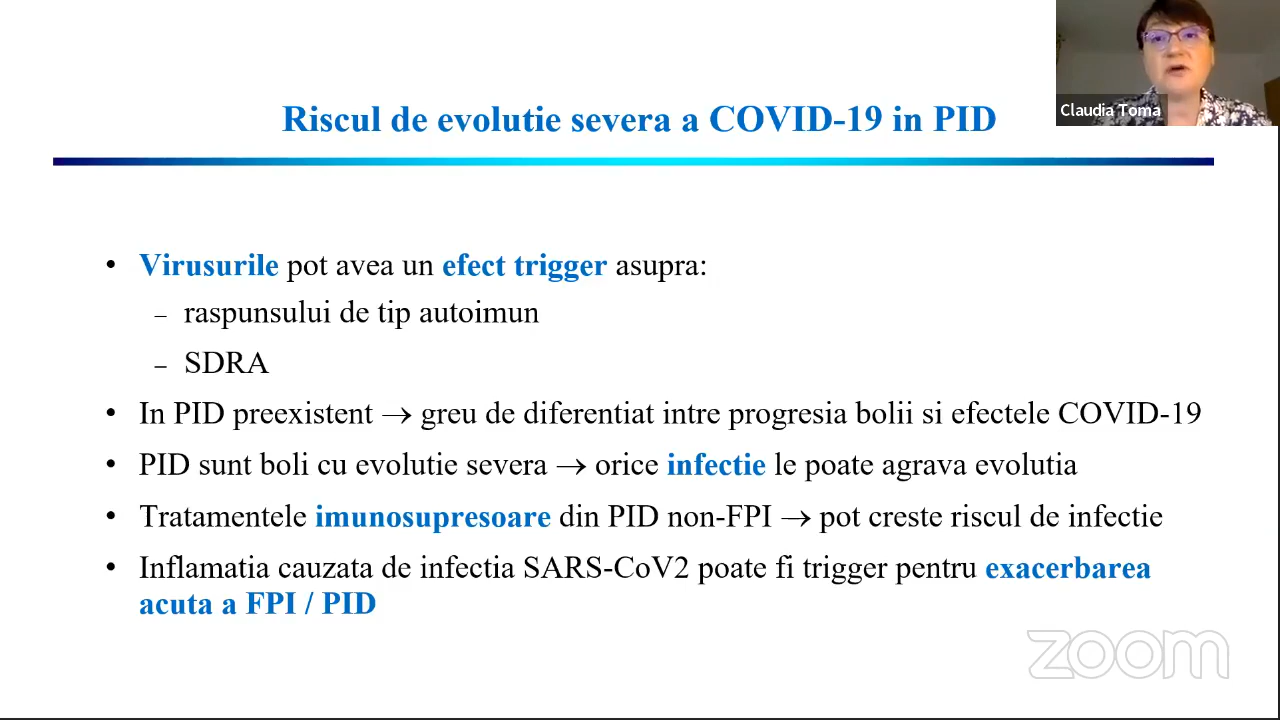 Claudia Toma
Riscul de evolutie severa a COVID-19 in PID
• Virusurile pot avea un efect trigger asupra:
– raspunsului de tip autoimun
– SDRA
• In PID preexistent → greu de diferentiat intre progresia bolii si efectele COVID-19
• PID sunt boli cu evolutie severa → orice infectie le poate agrava evolutia
• Tratamentele imunosupresoare din PID non-FPI → pot creste riscul de infectie
• Inflamatia cauzata de infectia SARS-CoV2 poate fi trigger pentru exacerbarea
acuta a FPI / PID
zoom